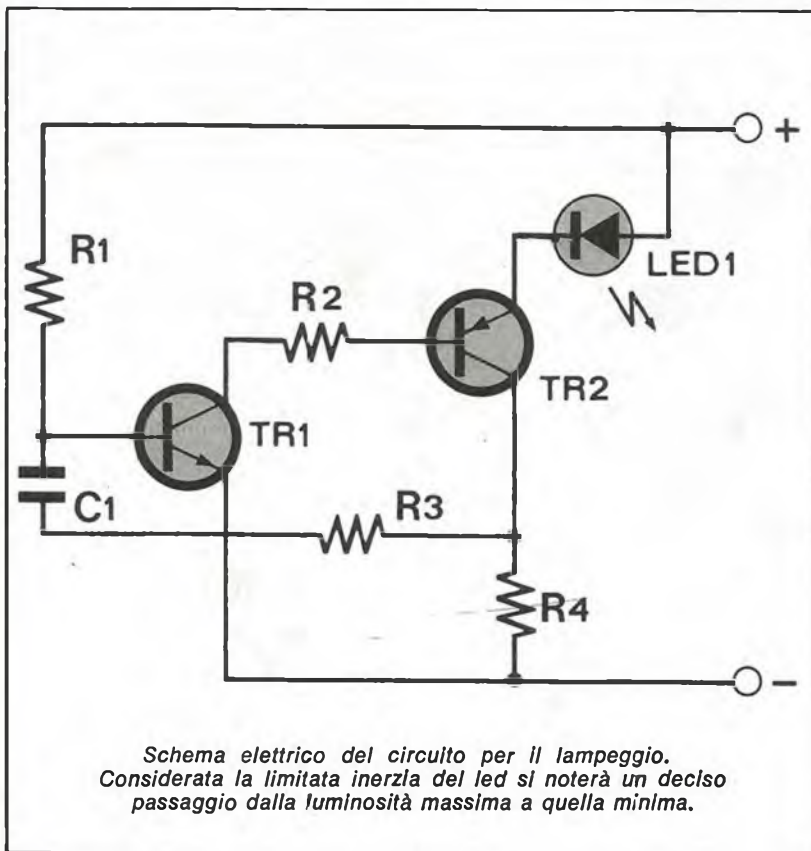 +
R1
LED1
R2
TR2
TR1
C1
R3
R4
−
Schema elettrico del circuito per il lampeggio.
Considerata la limitata inerzia del led si noterà un deciso
passaggio dalla luminosità massima a quella minima.